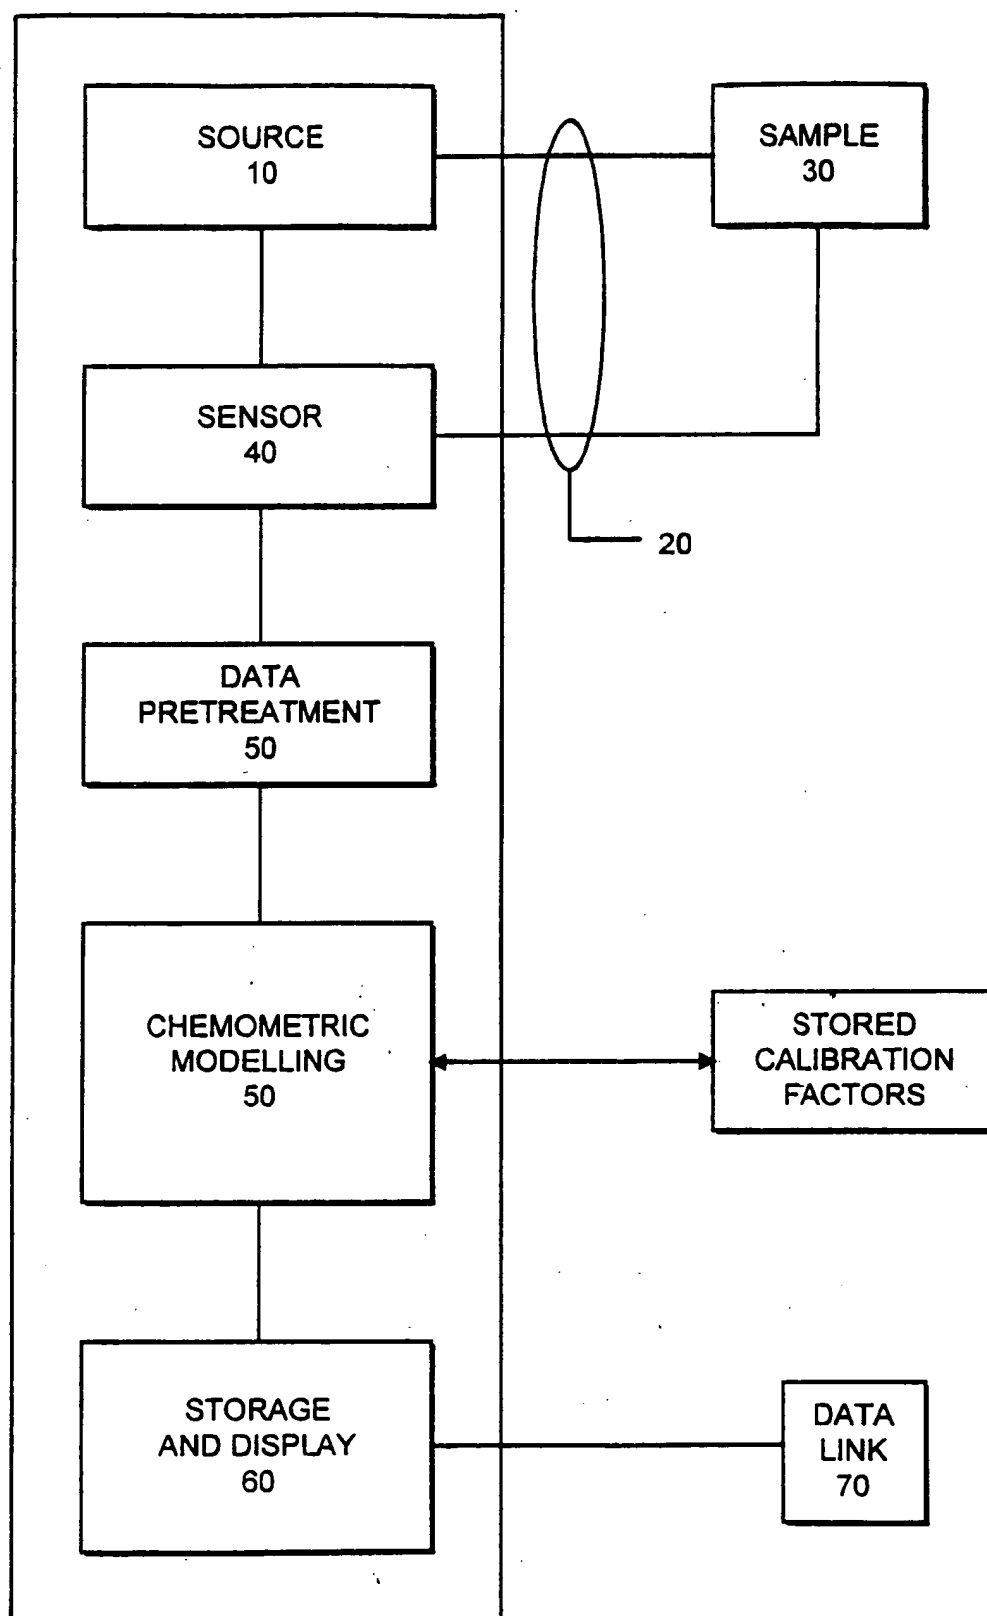 SOURCE
10
SAMPLE
30
SENSOR
40
20
DATA
PRETREATMENT
50
CHEMOMETRIC
MODELLING
50
STORED
CALIBRATION
FACTORS
STORAGE
AND DISPLAY
60
DATA
LINK
70